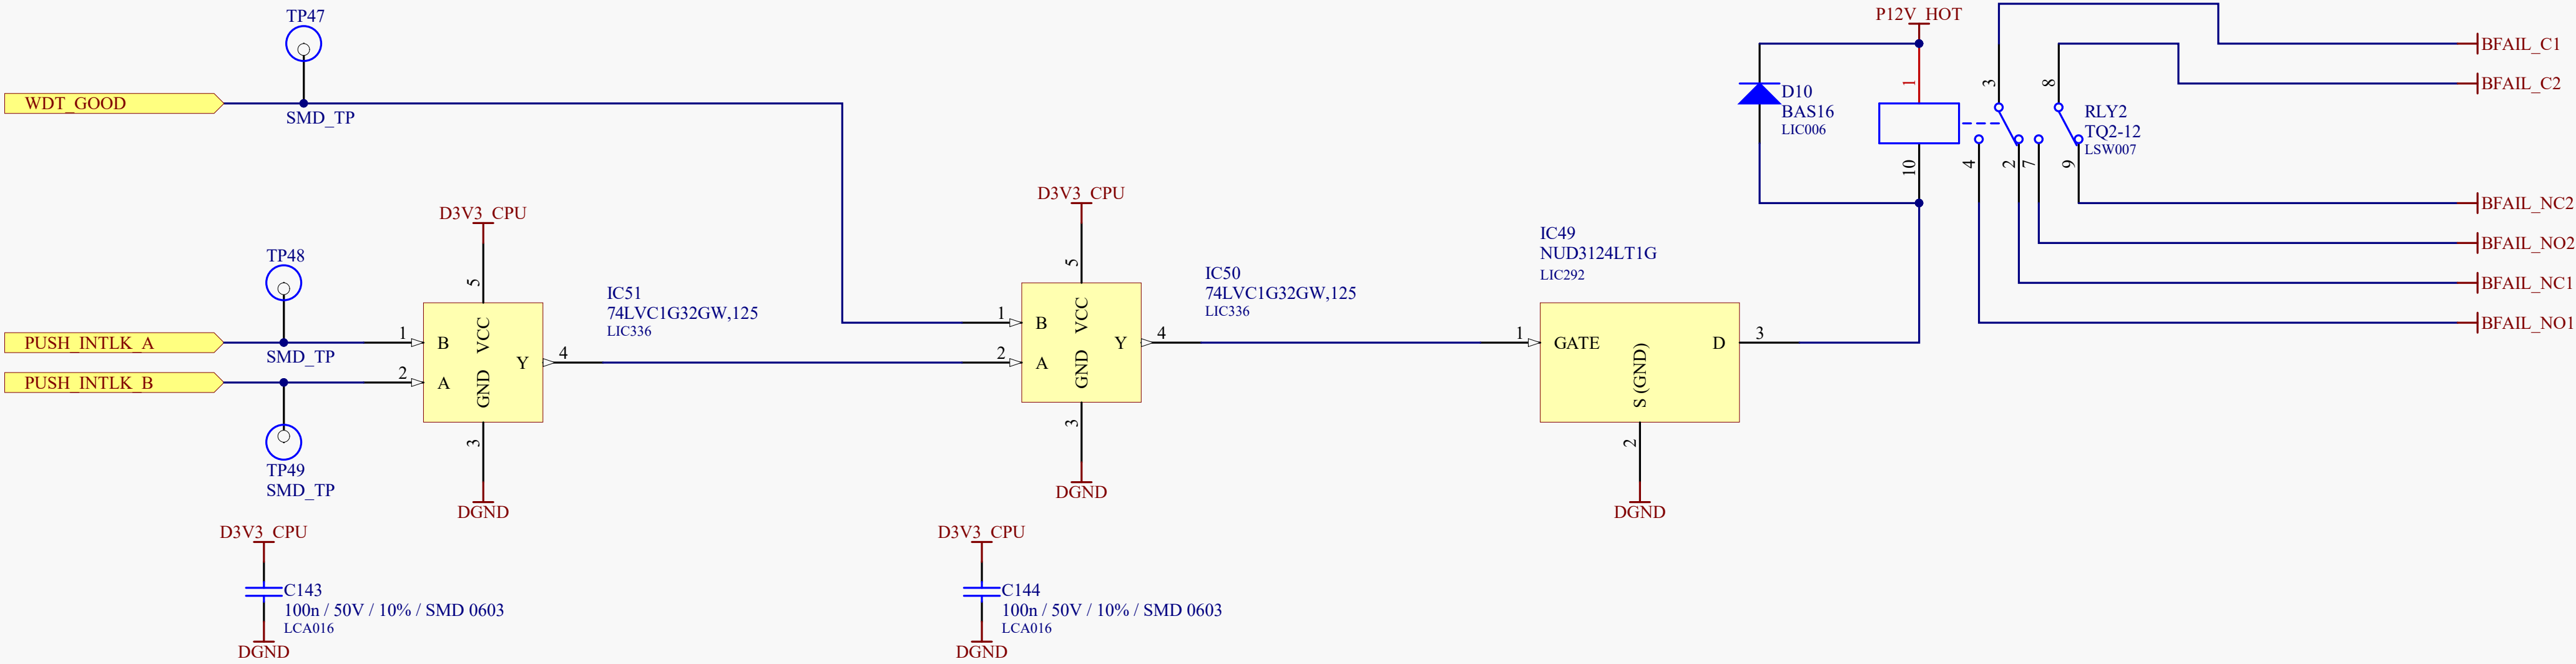 TP47
P12V_HOT
BFAIL_C1
WDT_GOOD
SMD_TP
1
3
8
BFAIL_C2
D10
BAS16
LIC006
RLY2
TQ2-12
LSW007
10
4
2
7
9
D3V3_CPU
D3V3_CPU
BFAIL_NC2
IC49
NUD3124LT1G
LIC292
BFAIL_NO2
TP48
5
5
IC50
74LVC1G32GW,125
LIC336
BFAIL_NC1
IC51
74LVC1G32GW,125
LIC336
1
B
VCC
GND
4
Y
2
A
3
BFAIL_NO1
PUSH_INTLK_A
SMD_TP
1
B
VCC
GND
Y
4
1
GATE
S (GND)
D
3
PUSH_INTLK_B
2
A
3
2
TP49
SMD_TP
DGND
DGND
DGND
D3V3_CPU
D3V3_CPU
C143
100n / 50V / 10% / SMD 0603
LCA016
DGND
C144
100n / 50V / 10% / SMD 0603
LCA016
DGND